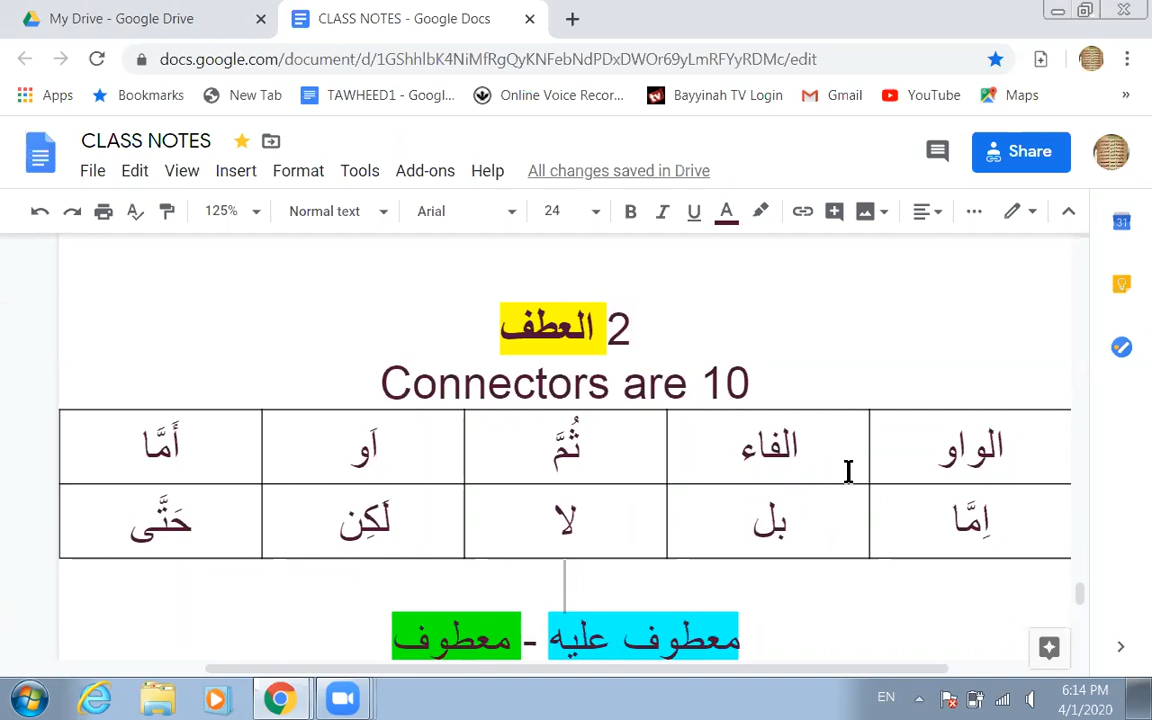 My Drive - Google Drive
CLASS NOTES - Google Docs
docs.google.com/document/d/1GShhlbK4NiMfRgQyKNFebNdPDxDWOr69yLmRFYyRDMc/edit
Apps Bookmarks New Tab TAWHEED1 - Googl... Online Voice Recor... Bayyinah TV Login Gmail YouTube Maps »
CLASS NOTES
Share
File Edit View Insert Format Tools Add-ons Help All changes saved in Drive
125% Normal text Arial 24 B I U A
31
العطف 2
Connectors are 10
الواو الفاء ثُمَّ اَو أَمَّا
اِمَّا بل لا لَكِن حَتَّى
معطوف عليه - معطوف
EN 6:14 PM
4/1/2020